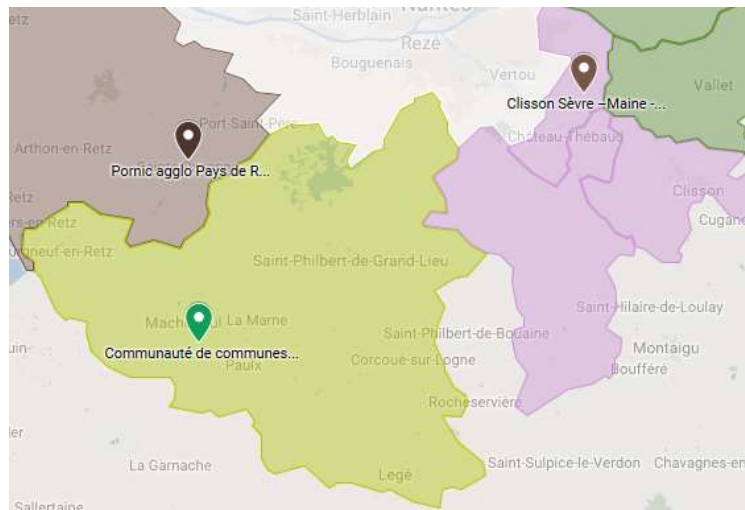 Saint-Herblain
Nantes
Rezé
Bouguenais
Vertou
Vallet
Clisson Sèvre –Maine -...
Port-Saint-Père
Château-Thébaud
Arthon-en-Retz
Pornic agglo Pays de R...
Clisson
Cugand
Retz
Saint-Philbert-de-Grand-Lieu
Saint-Hilaire-de-Loulay
La Marne
Saint-Philbert-de-Bouaine
Montaigu
Communauté de communes...
Paulx
Corcoué-sur-Logne
Boufféré
Rocheservière
La Garnache
Legé
Saint-Sulpice-le-Verdon
Chavagnes-en-
Sallertaine